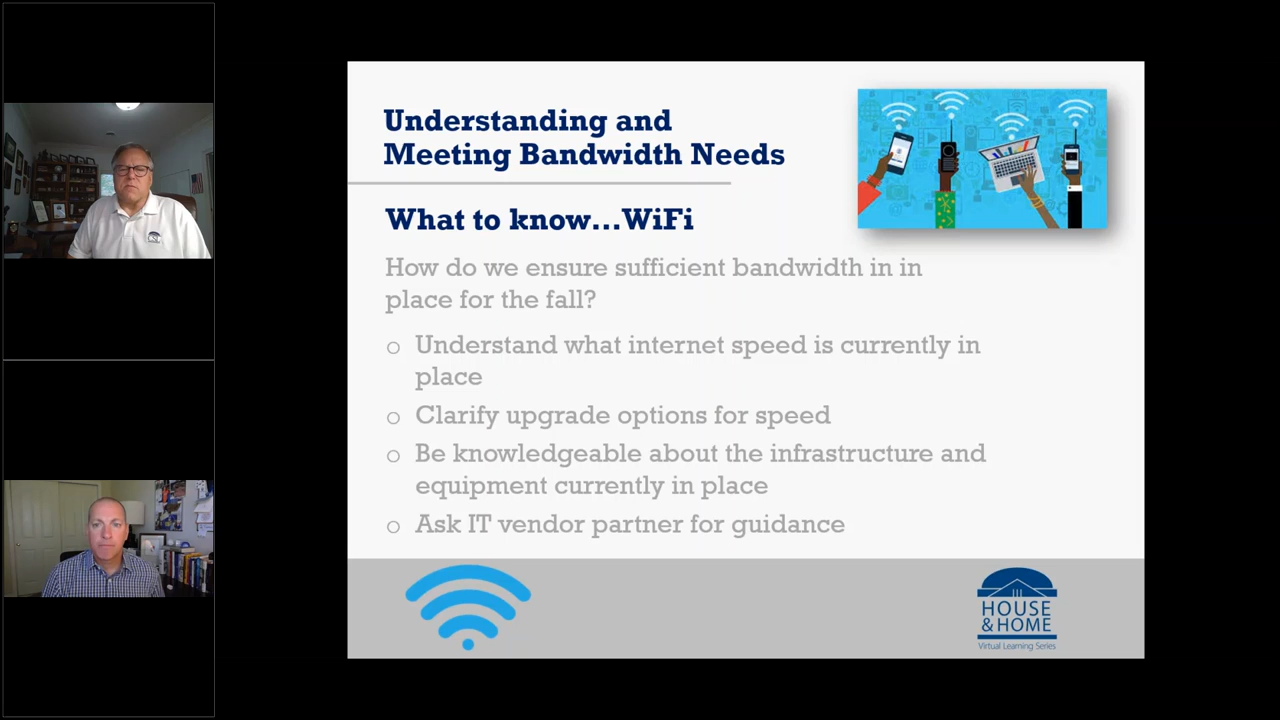 Understanding and
Meeting Bandwidth Needs
What to know...WiFi
How do we ensure sufficient bandwidth in in
place for the fall?
Understand what internet speed is currently in
place
Clarify upgrade options for speed
Be knowledgeable about the infrastructure and
equipment currently in place
Ask IT vendor partner for guidance
HOUSE
& HOME
Virtual Learning Series